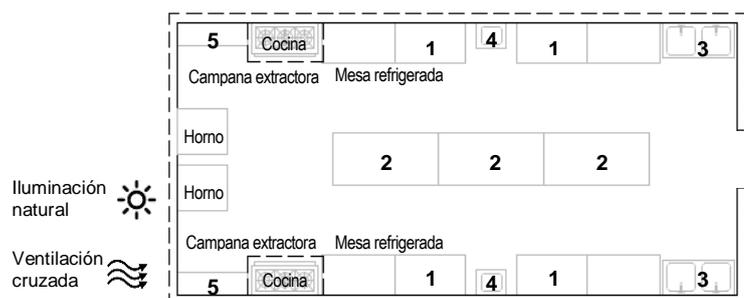 5 Cocina 1 4 1 3
Campana extractora Mesa refrigerada
Horno
2 2 2
Iluminación
natural
Horno
Campana extractora Mesa refrigerada
Ventilación
cruzada
5 Cocina 1 4 1 3